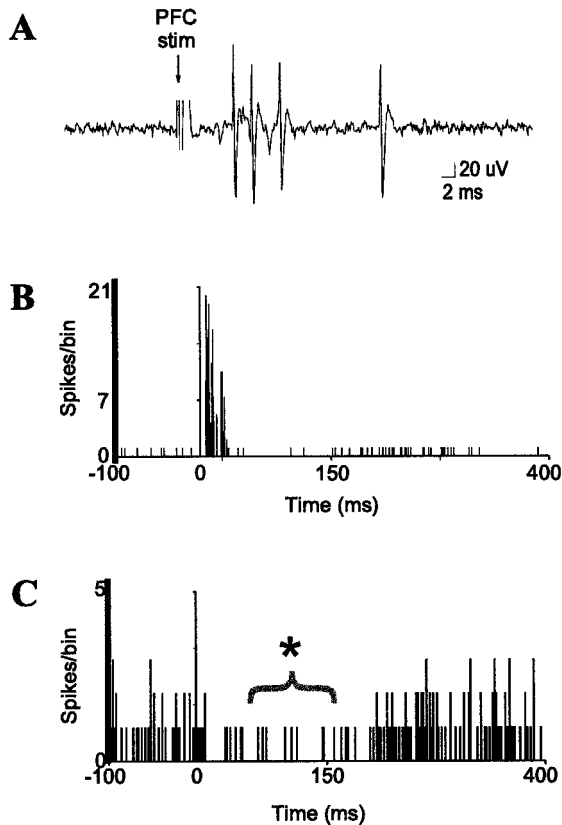 A
PFC
stim
20 uV
2 ms
B
21
7
0
Spikes/bin
-100 0 150 400
Time (ms)
C
5
0
Spikes/bin
*
-100 0 150 400
Time (ms)